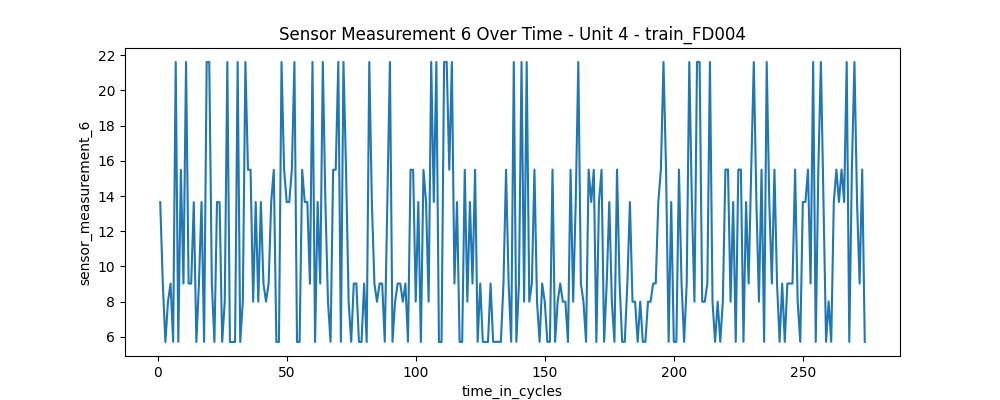 Sensor Measurement 6 Over Time - Unit 4 - train_FD004
22
20
18
16
14
12
10
8
6
sensor_measurement_6
0 50 100 150 200 250
time_in_cycles